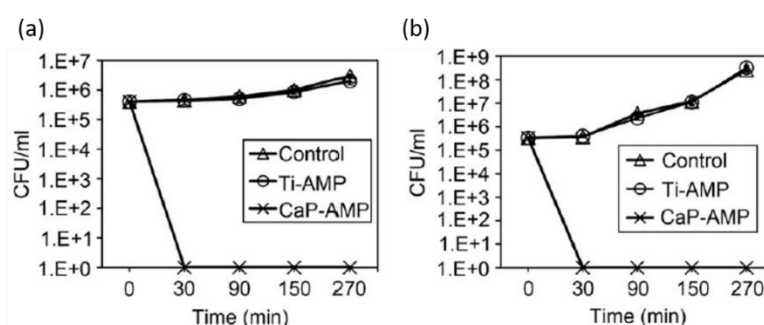 (a)
1.E+7
1.E+6
1.E+5
1.E+4
1.E+3
1.E+2
1.E+1
1.E+0
CFU/ml
Control
Ti-AMP
CaP-AMP
0 30 90 150 270
Time (min)
(b)
1.E+9
1.E+8
1.E+7
1.E+6
1.E+5
1.E+4
1.E+3
1.E+2
1.E+1
1.E+0
CFU/ml
Control
Ti-AMP
CaP-AMP
0 30 90 150 270
Time (min)